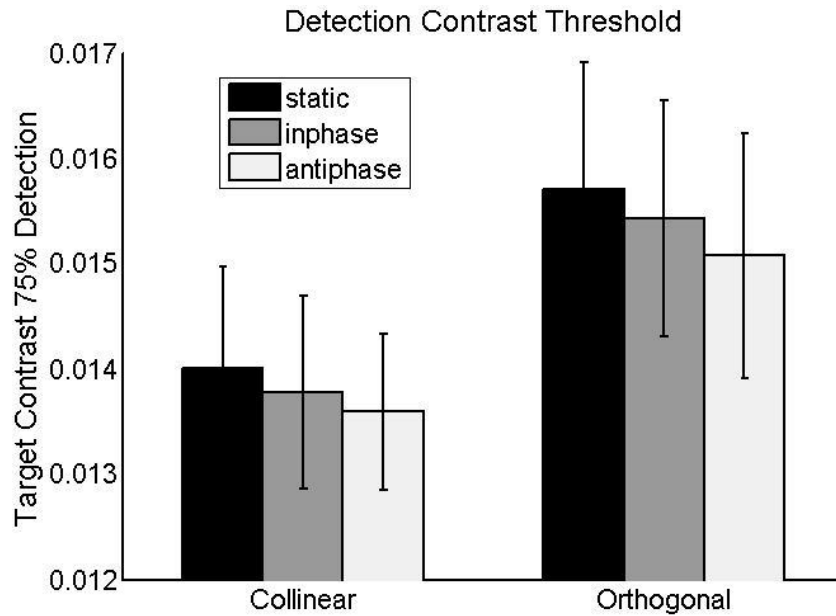 Detection Contrast Threshold
Target Contrast 75% Detection
0.017
0.016
0.015
0.014
0.013
0.012
static
inphase
antiphase
Collinear
Orthogonal